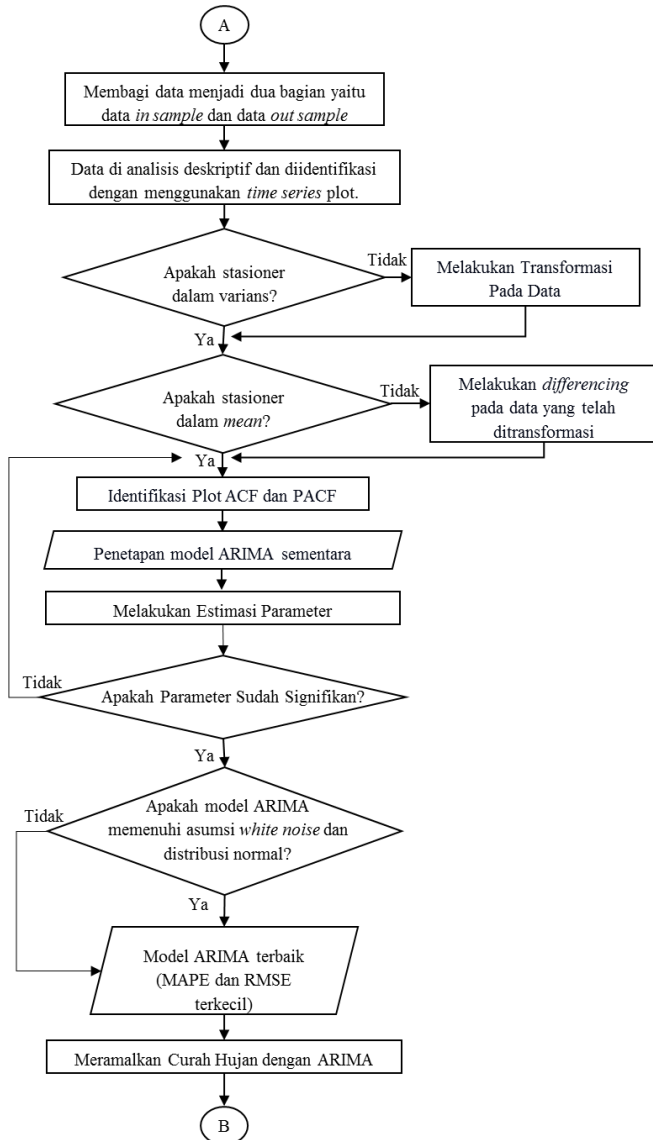 A
Membagi data menjadi dua bagian yaitu
data in sample dan data out sample
Data di analisis deskriptif dan diidentifikasi
dengan menggunakan time series plot.
Apakah stasioner
dalam varians?
Tidak
Melakukan Transformasi
Pada Data
Ya
Apakah stasioner
dalam mean?
Tidak
Melakukan differencing
pada data yang telah
ditransformasi
Ya
Identifikasi Plot ACF dan PACF
Penetapan model ARIMA sementara
Melakukan Estimasi Parameter
Tidak
Apakah Parameter Sudah Signifikan?
Ya
Tidak
Apakah model ARIMA
memenuhi asumsi white noise dan
distribusi normal?
Ya
Model ARIMA terbaik
(MAPE dan RMSE
terkecil)
Meramalkan Curah Hujan dengan ARIMA
B